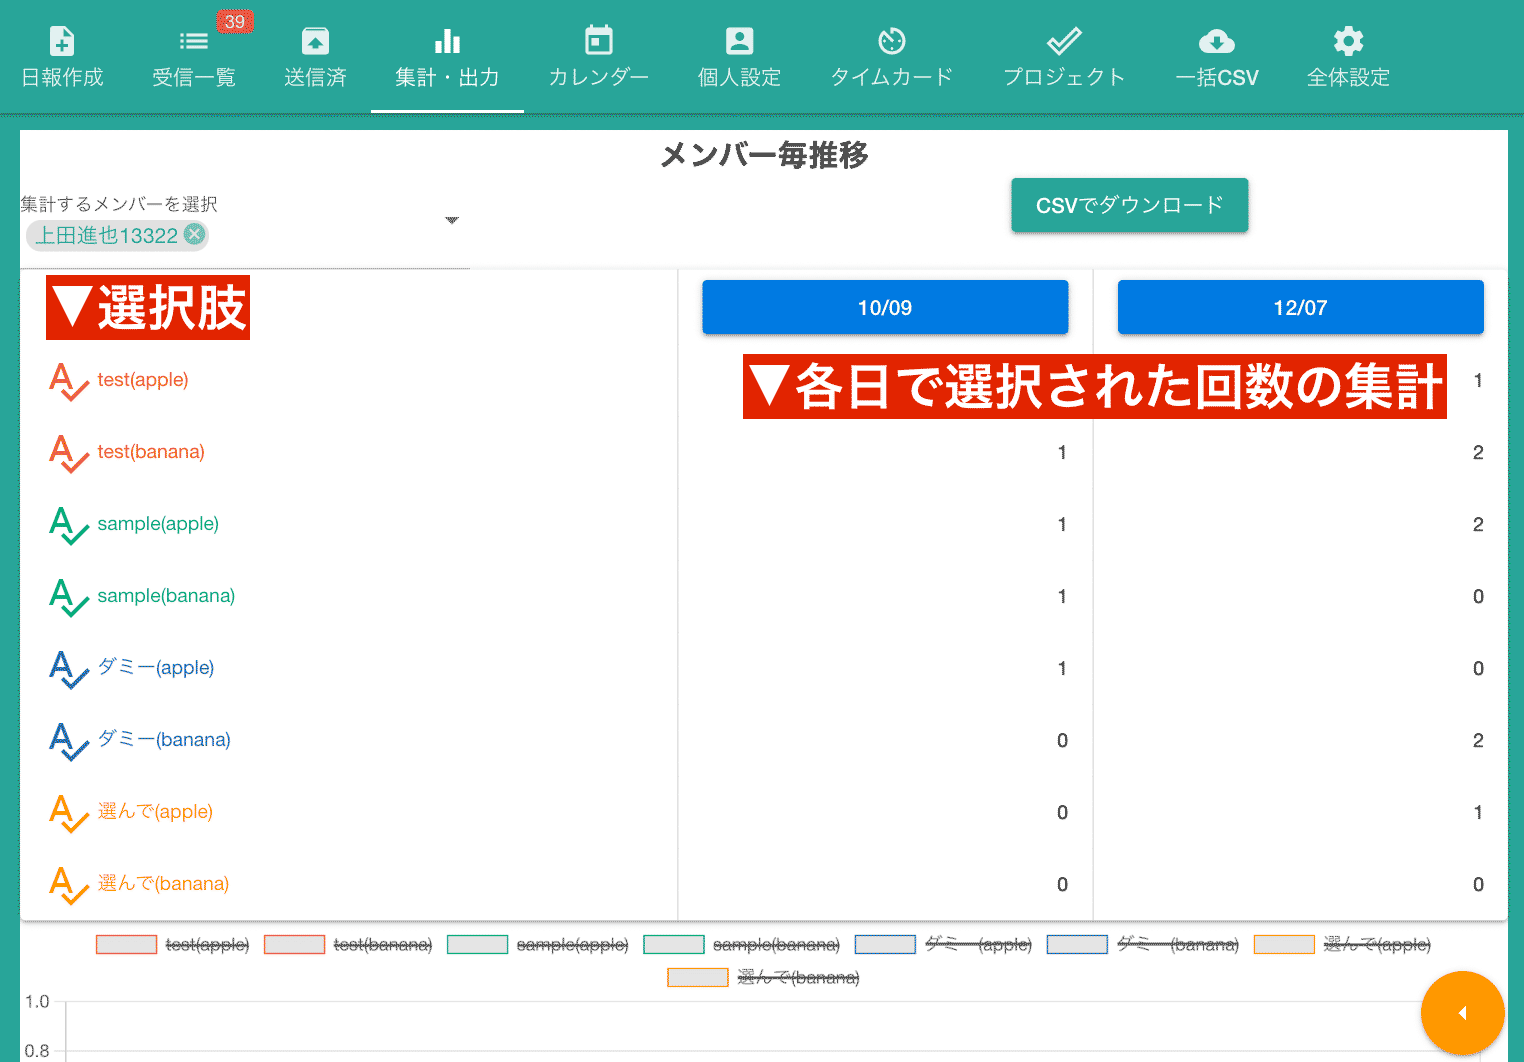 39
日報作成 受信一覧 送信済 集計・出力 カレンダー 個人設定 タイムカード プロジェクト 一括CSV 全体設定
メンバー毎推移
集計するメンバーを選択
上田進也13322
CSVでダウンロード
▼選択肢 10/09 12/07
▼各日で選択された回数の集計
test(apple) 1
test(banana) 1 2
sample(apple) 1 2
sample(banana) 1 0
ダミー(apple) 1 0
ダミー(banana) 0 2
選んで(apple) 0 1
選んで(banana) 0 0
test(apple) test(banana) sample(apple) sample(banana) ダミー(apple) ダミー(banana) 選んで(apple)
選んで(banana)
1.0
0.8